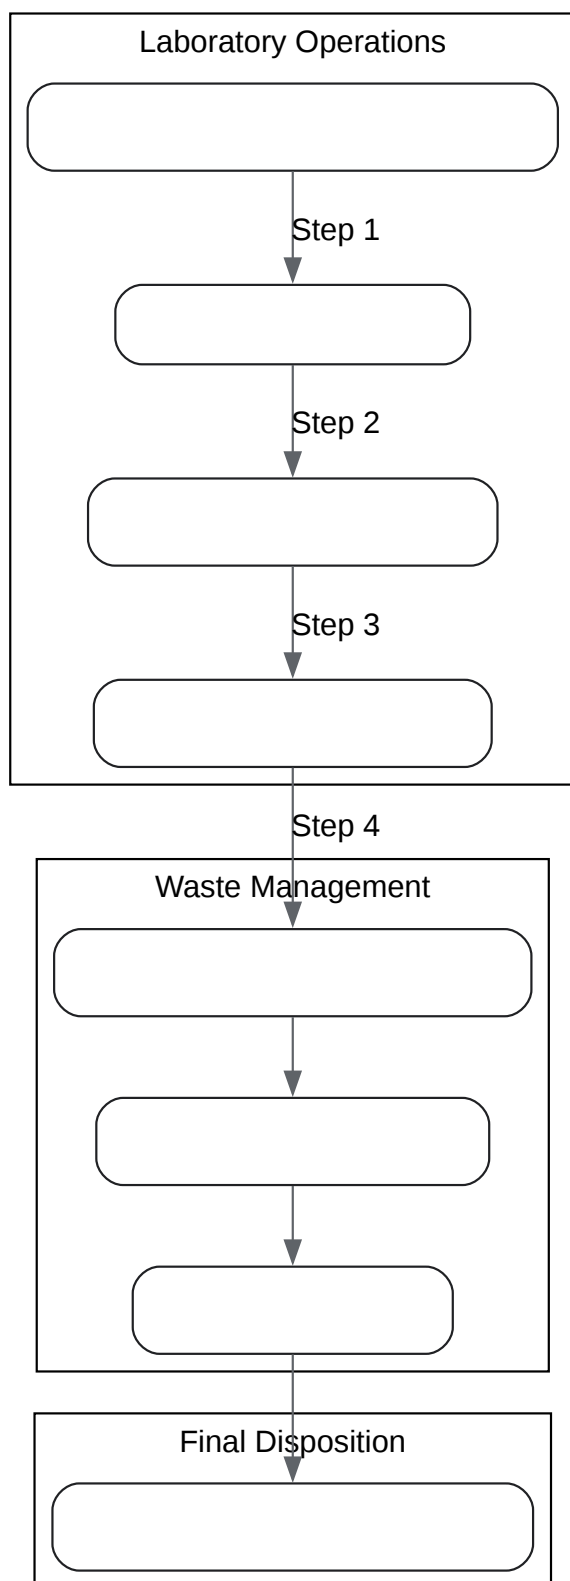 Laboratory Operations
Step 1
Step 2
Step 3
Step 4
Waste Management
Final Disposition